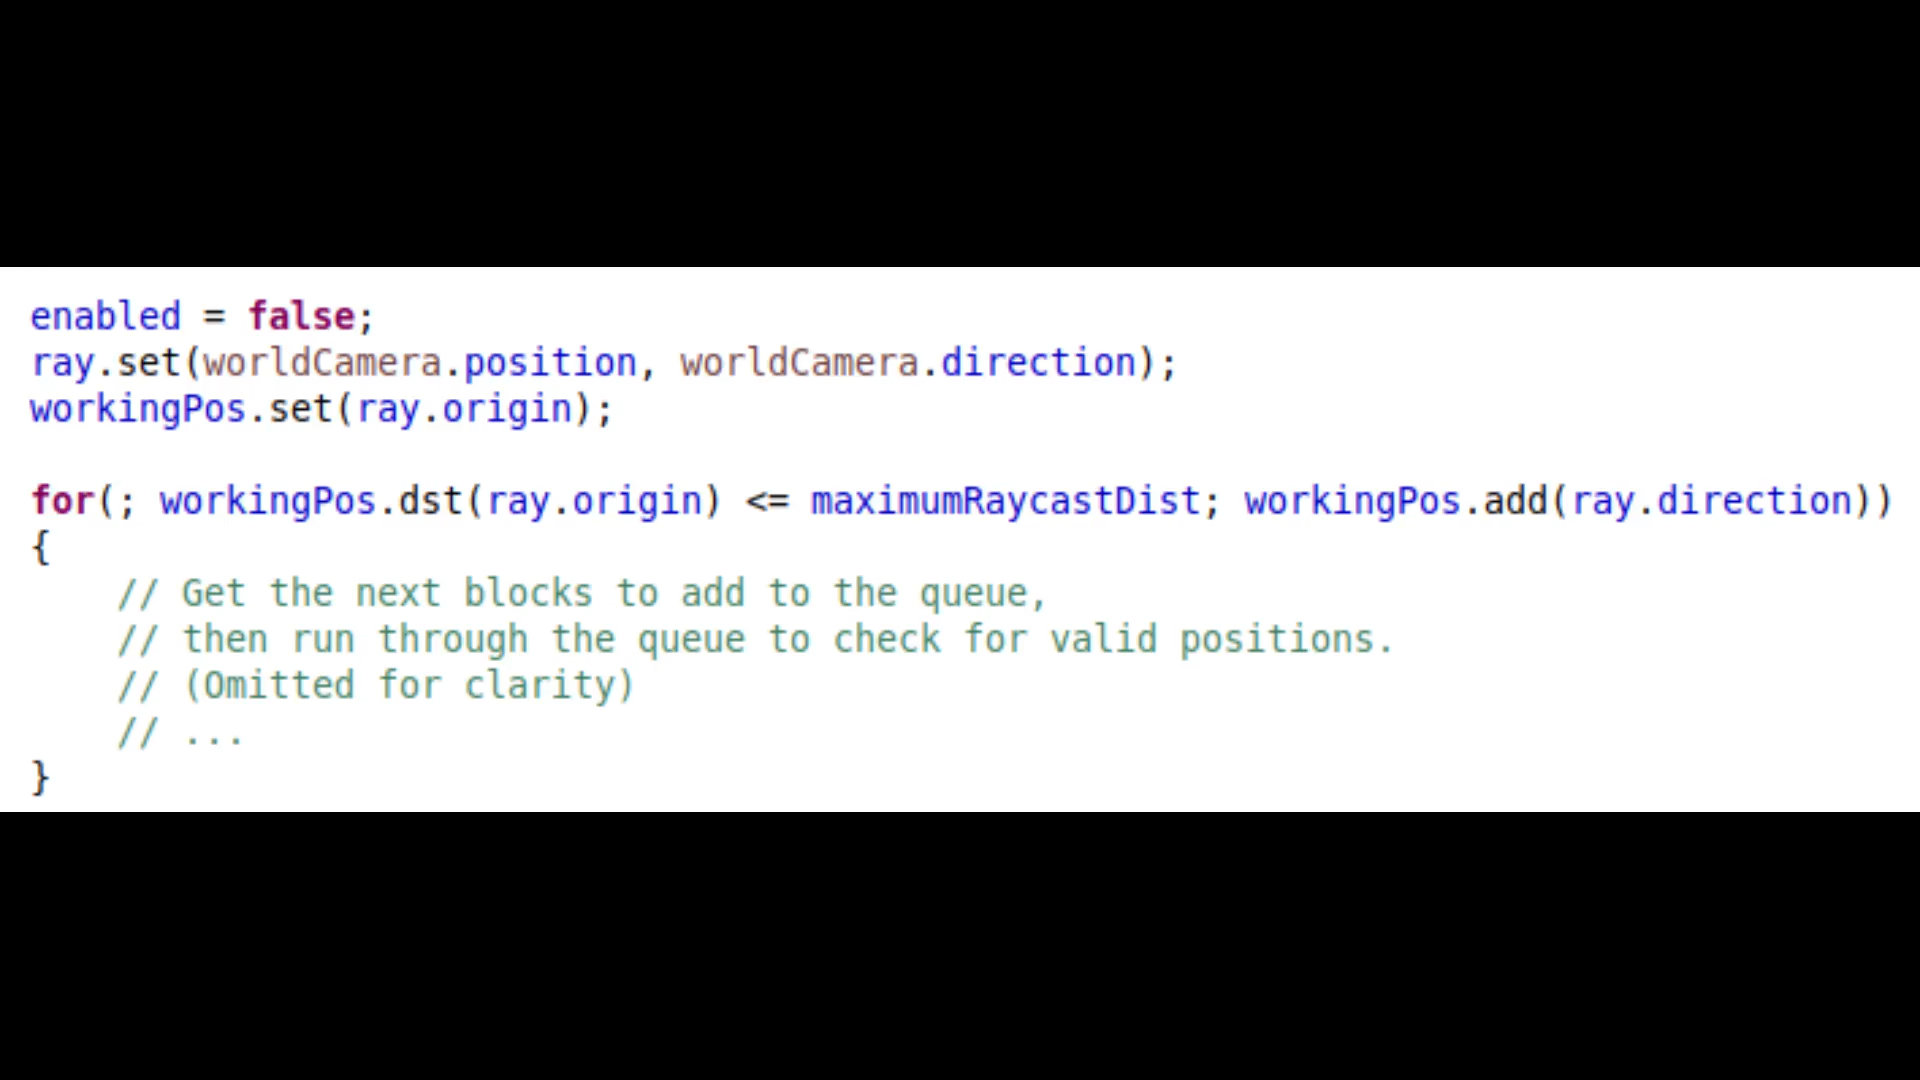 enabled = false;
ray.set(worldCamera.position, worldCamera.direction);
workingPos.set(ray.origin);
for(; workingPos.dst(ray.origin) <= maximumRaycastDist; workingPos.add(ray.direction))
{
// Get the next blocks to add to the queue,
// then run through the queue to check for valid positions.
// (Omitted for clarity)
// ...
}